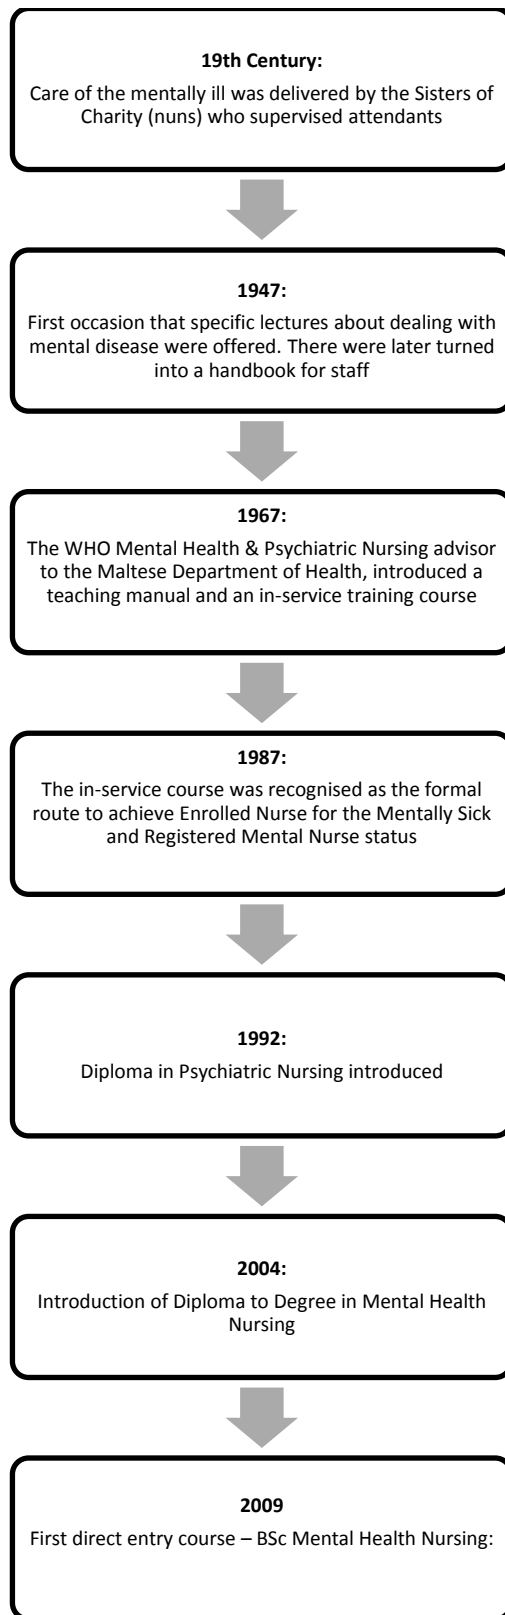 19th Century:
Care of the mentally ill was delivered by the Sisters of
Charity (nuns) who supervised attendants
1947:
First occasion that specific lectures about dealing with
mental disease were offered. There were later turned
into a handbook for staff
1967:
The WHO Mental Health & Psychiatric Nursing advisor
to the Maltese Department of Health, introduced a
teaching manual and an in-service training course
1987:
The in-service course was recognised as the formal
route to achieve Enrolled Nurse for the Mentally Sick
and Registered Mental Nurse status
1992:
Diploma in Psychiatric Nursing introduced
2004:
Introduction of Diploma to Degree in Mental Health
Nursing
2009
First direct entry course – BSc Mental Health Nursing: